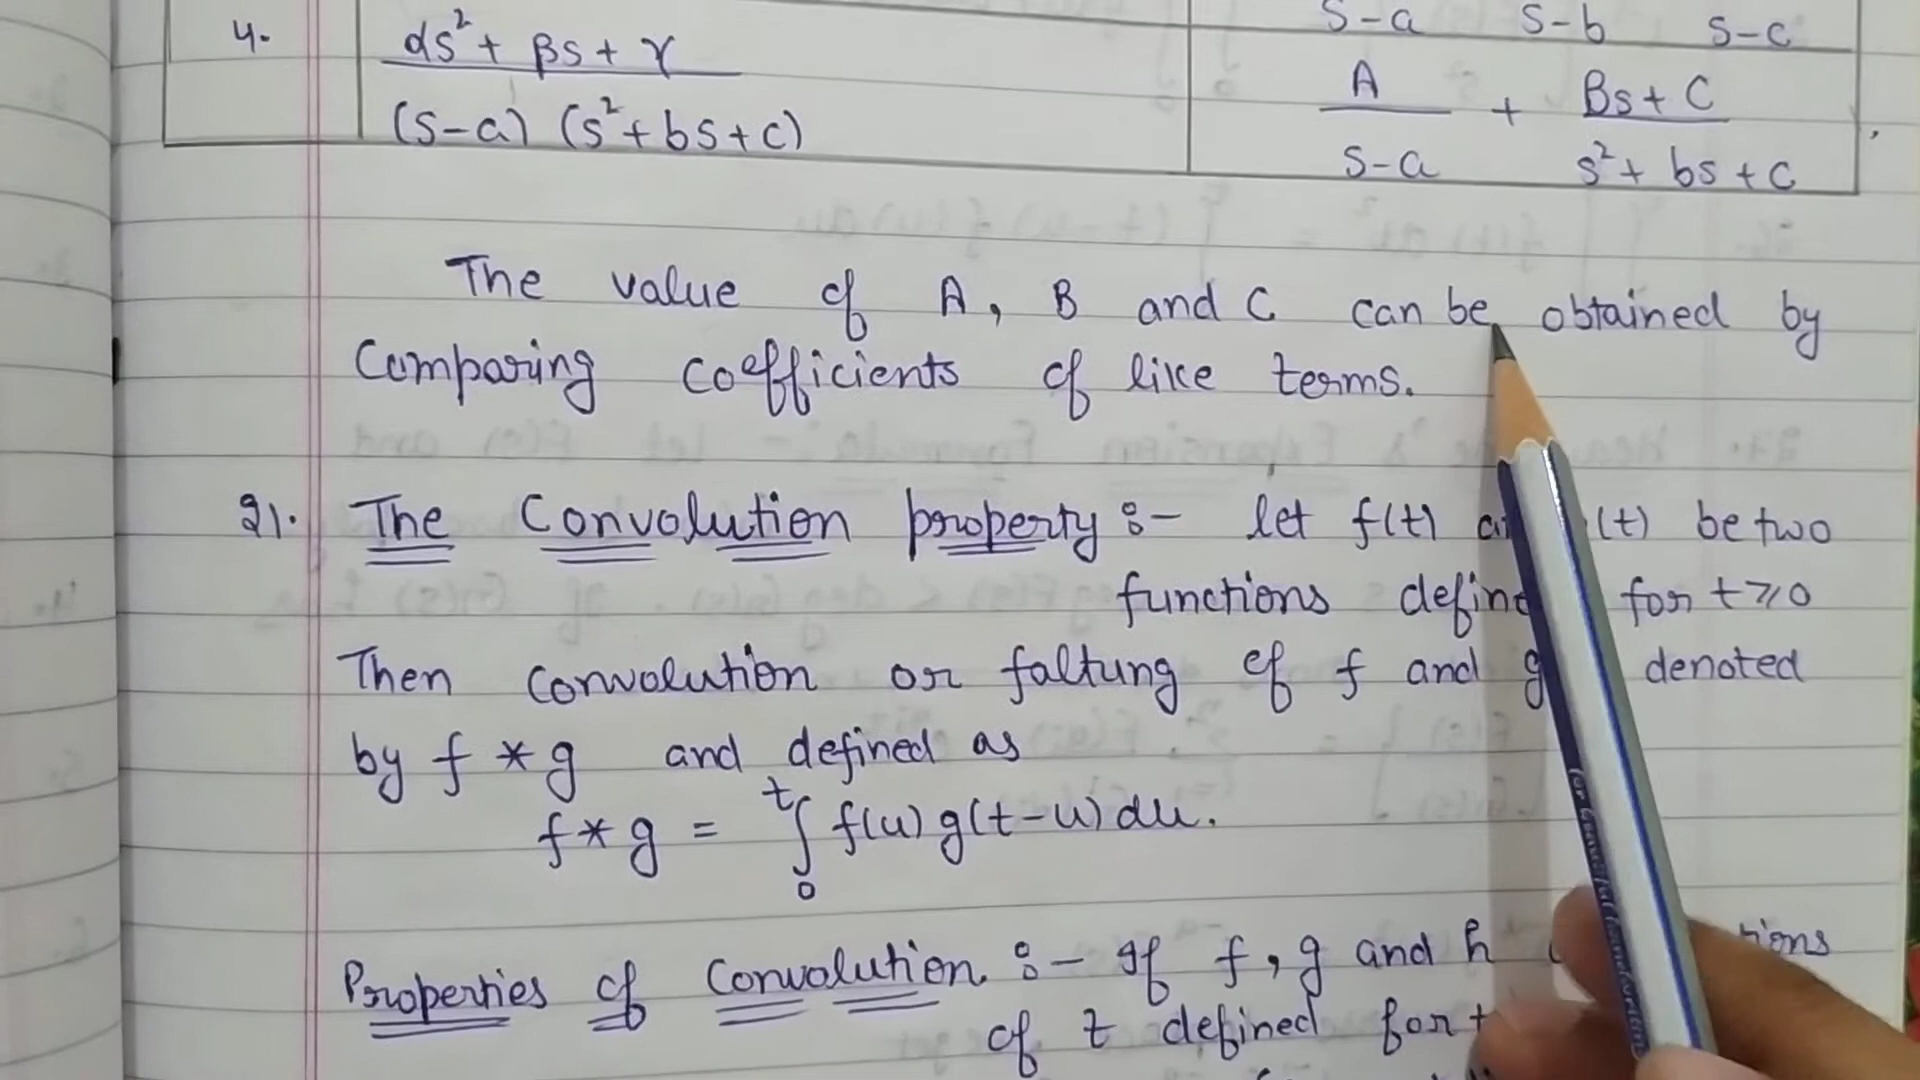 s-a s-b s-c
4. αs²+ βs + γ
(s-a) (s²+bs+c)
A + Bs+C
s-a s²+ bs+c
The value of A, B and C can be obtained by
Comparing coefficients of like terms.
21. The Convolution property :- let f(t) (t) be two
functions for t≥0
Then convolution or faltung of f and g denoted
by f * g and defined as
f * g = ∫₀ᵗ f(u) g(t-u) du.
Properties of Convolution :- If f, g and h
of t defined for t